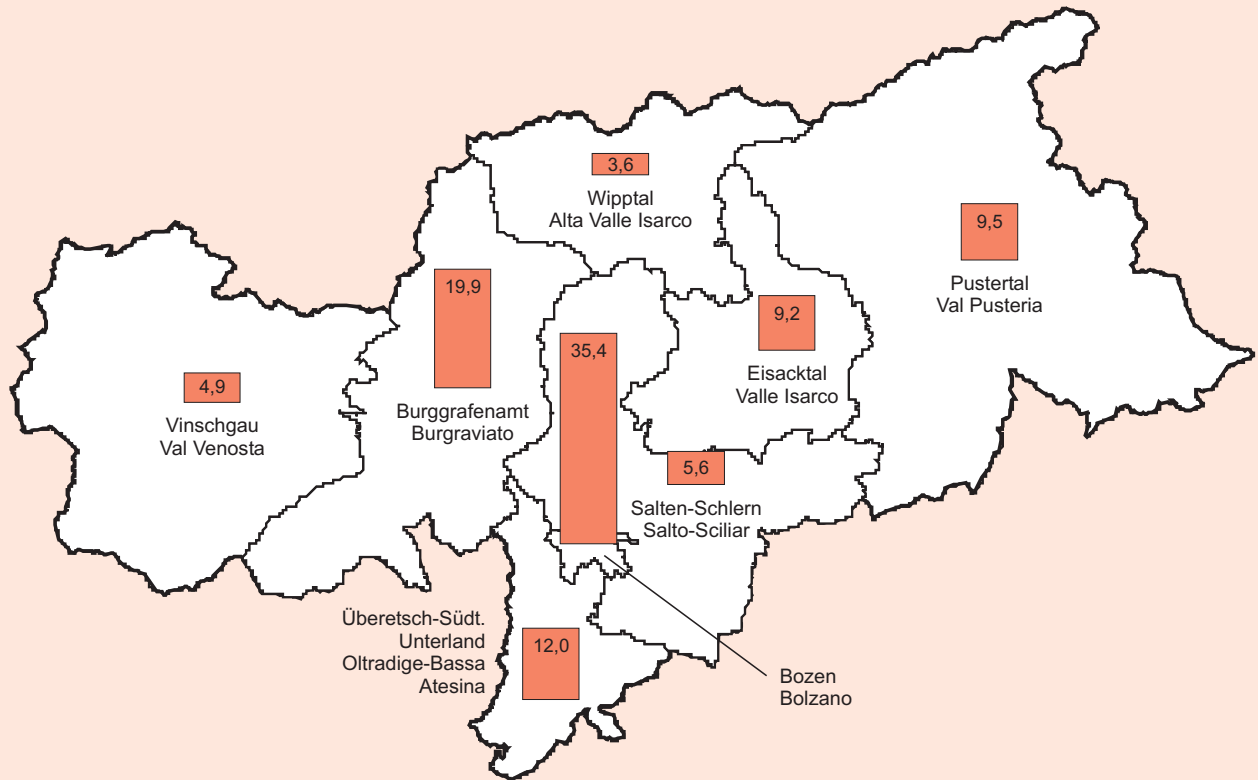 3,6
Wipptal
Alta Valle Isarco
9,5
Pustertal
Val Pusteria
19,9
Burggrafenamt
Burgraviato
9,2
Eisacktal
Valle Isarco
35,4
4,9
Vinschgau
Val Venosta
5,6
Salten-Schlern
Salto-Sciliar
Überetsch-Südt.
Unterland
Oltradige-Bassa
Atesina
12,0
Bozen
Bolzano